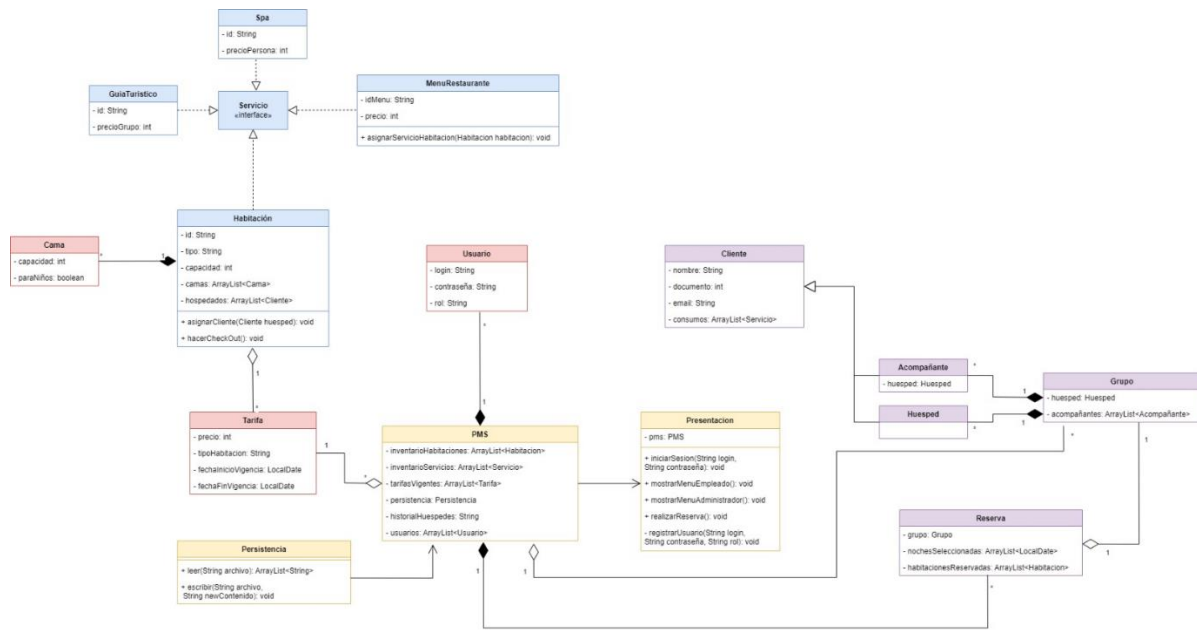 Spa
- id: String
- precioPersona: int
GuiaTuristico
- id: String
- precioGrupo: int
Servicio
«interface»
MenuRestaurante
- idMenu: String
- precio: int
+ asignarServicioHabitacion(Habitacion habitacion): void
Habitación
- id: String
- tipo: String
- capacidad: int
- camas: ArrayList<Cama>
- hospedados: ArrayList<Cliente>
+ asignarCliente(Cliente huesped): void
+ hacerCheckOut(): void
Cama
- capacidad: int
- paraNiños: boolean
*
1
Usuario
- login: String
- contraseña: String
- rol: String
*
1
Cliente
- nombre: String
- documento: int
- email: String
- consumos: ArrayList<Servicio>
Acompañante
- huesped: Huesped
*
1
Huesped
*
1
Grupo
- huesped: Huesped
- acompañantes: ArrayList<Acompañante>
*
1
1
*
Tarifa
- precio: int
- tipoHabitacion: String
- fechaInicioVigencia: LocalDate
- fechaFinVigencia: LocalDate
1
*
PMS
- inventarioHabitaciones: ArrayList<Habitacion>
- inventarioServicios: ArrayList<Servicio>
- tarifasVigentes: ArrayList<Tarifa>
- persistencia: Persistencia
- historialHuespedes: String
- usuarios: ArrayList<Usuario>
1
1
Presentacion
- pms: PMS
+ iniciarSesion(String login,
String contraseña): void
+ mostrarMenuEmpleado(): void
+ mostrarMenuAdministrador(): void
+ realizarReserva(): void
- registrarUsuario(String login,
String contraseña, String rol): void
Reserva
- grupo: Grupo
- nochesSeleccionadas: ArrayList<LocalDate>
- habitacionesReservadas: ArrayList<Habitacion>
1
*
Persistencia
+ leer(String archivo): ArrayList<String>
+ escribir(String archivo,
String newContenido): void